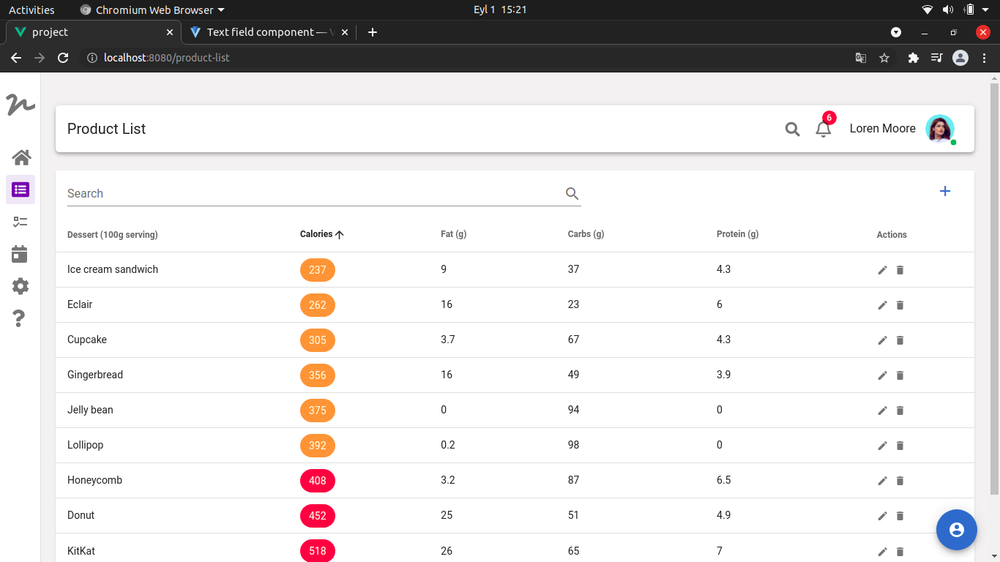 Activities Chromium Web Browser Eyl 1 15:21
project Text field component — V
localhost:8080/product-list
Product List 6 Loren Moore
Search
Dessert (100g serving) Calories Fat (g) Carbs (g) Protein (g) Actions
Ice cream sandwich 237 9 37 4.3
Eclair 262 16 23 6
Cupcake 305 3.7 67 4.3
Gingerbread 356 16 49 3.9
Jelly bean 375 0 94 0
Lollipop 392 0.2 98 0
Honeycomb 408 3.2 87 6.5
Donut 452 25 51 4.9
KitKat 518 26 65 7